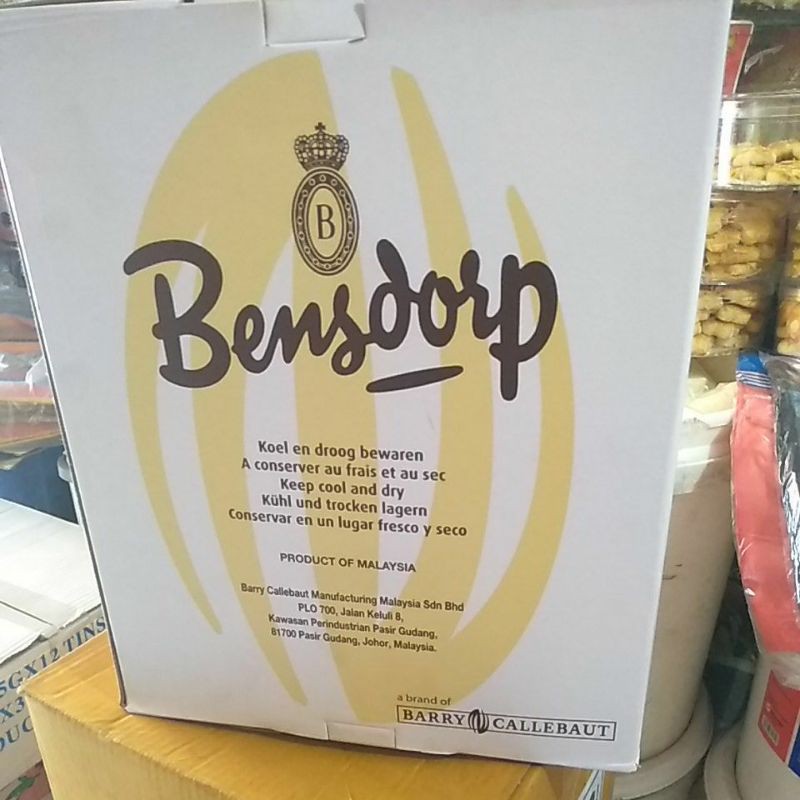 B
Bensdorp
Koel en droog bewaren
A conserver au frais et au sec
Keep cool and dry
Kühl und trocken lagern
Conservar en un lugar fresco y seco
PRODUCT OF MALAYSIA
Barry Callebaut Manufacturing Malaysia Sdn Bhd
PLO 700, Jalan Keluli 8,
Kawasan Perindustrian Pasir Gudang,
81700 Pasir Gudang, Johor, Malaysia.
a brand of
BARRY CALLEBAUT
5GX12 TINS